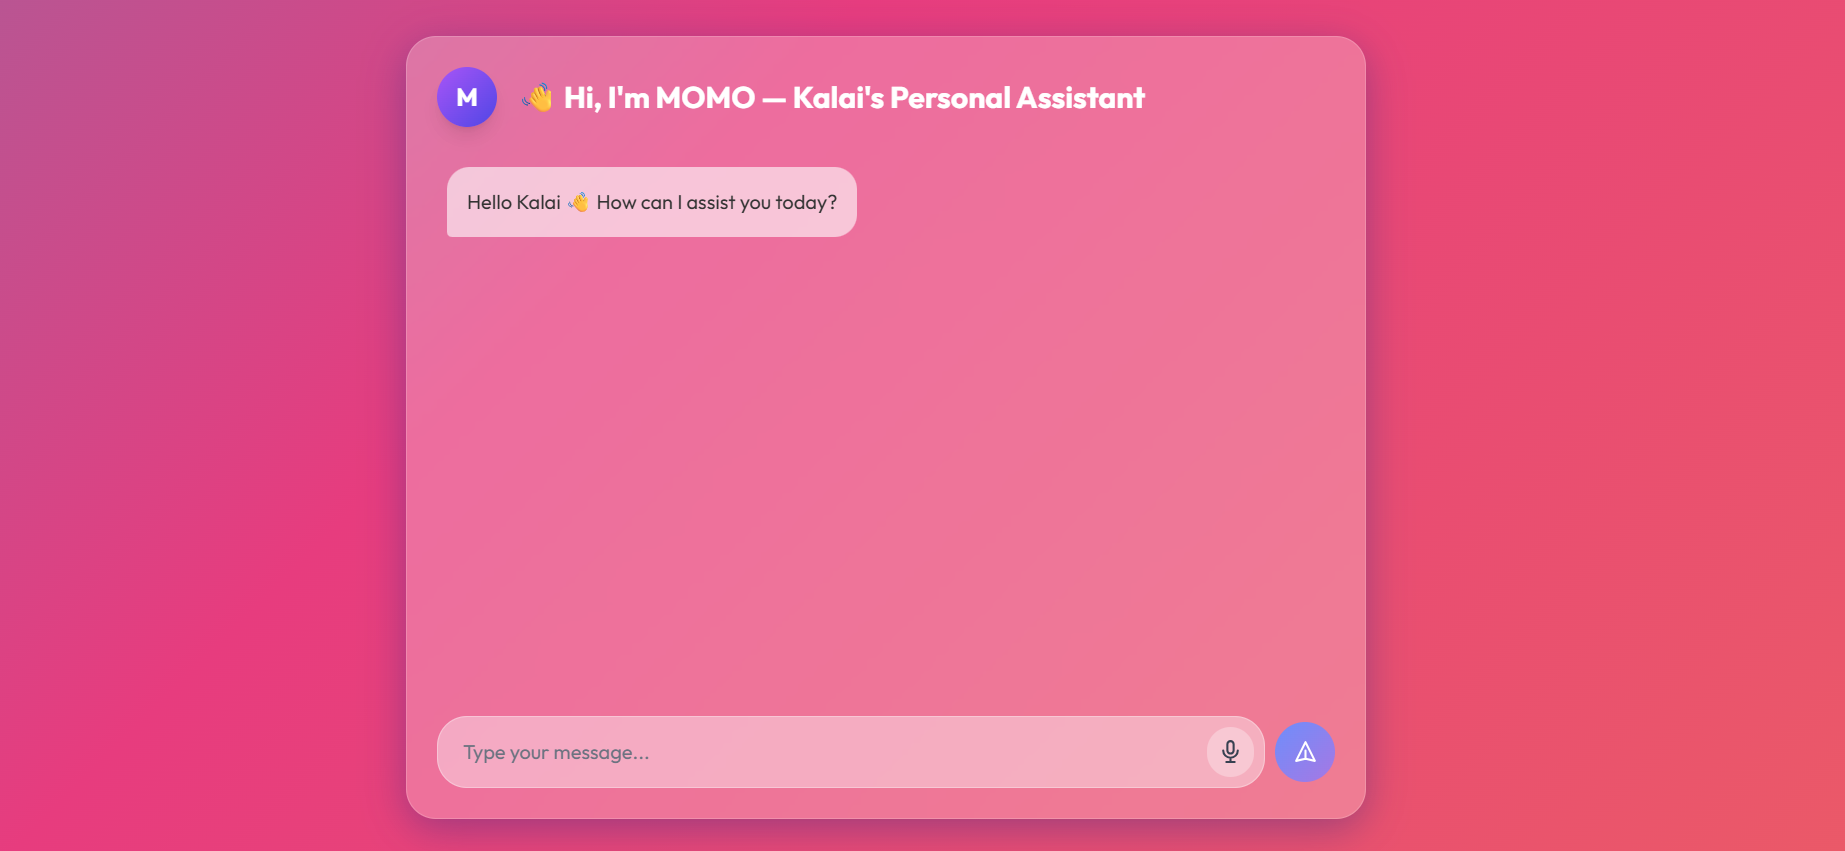 M
👋 Hi, I'm MOMO — Kalai's Personal Assistant
Hello Kalai 👋 How can I assist you today?
Type your message...